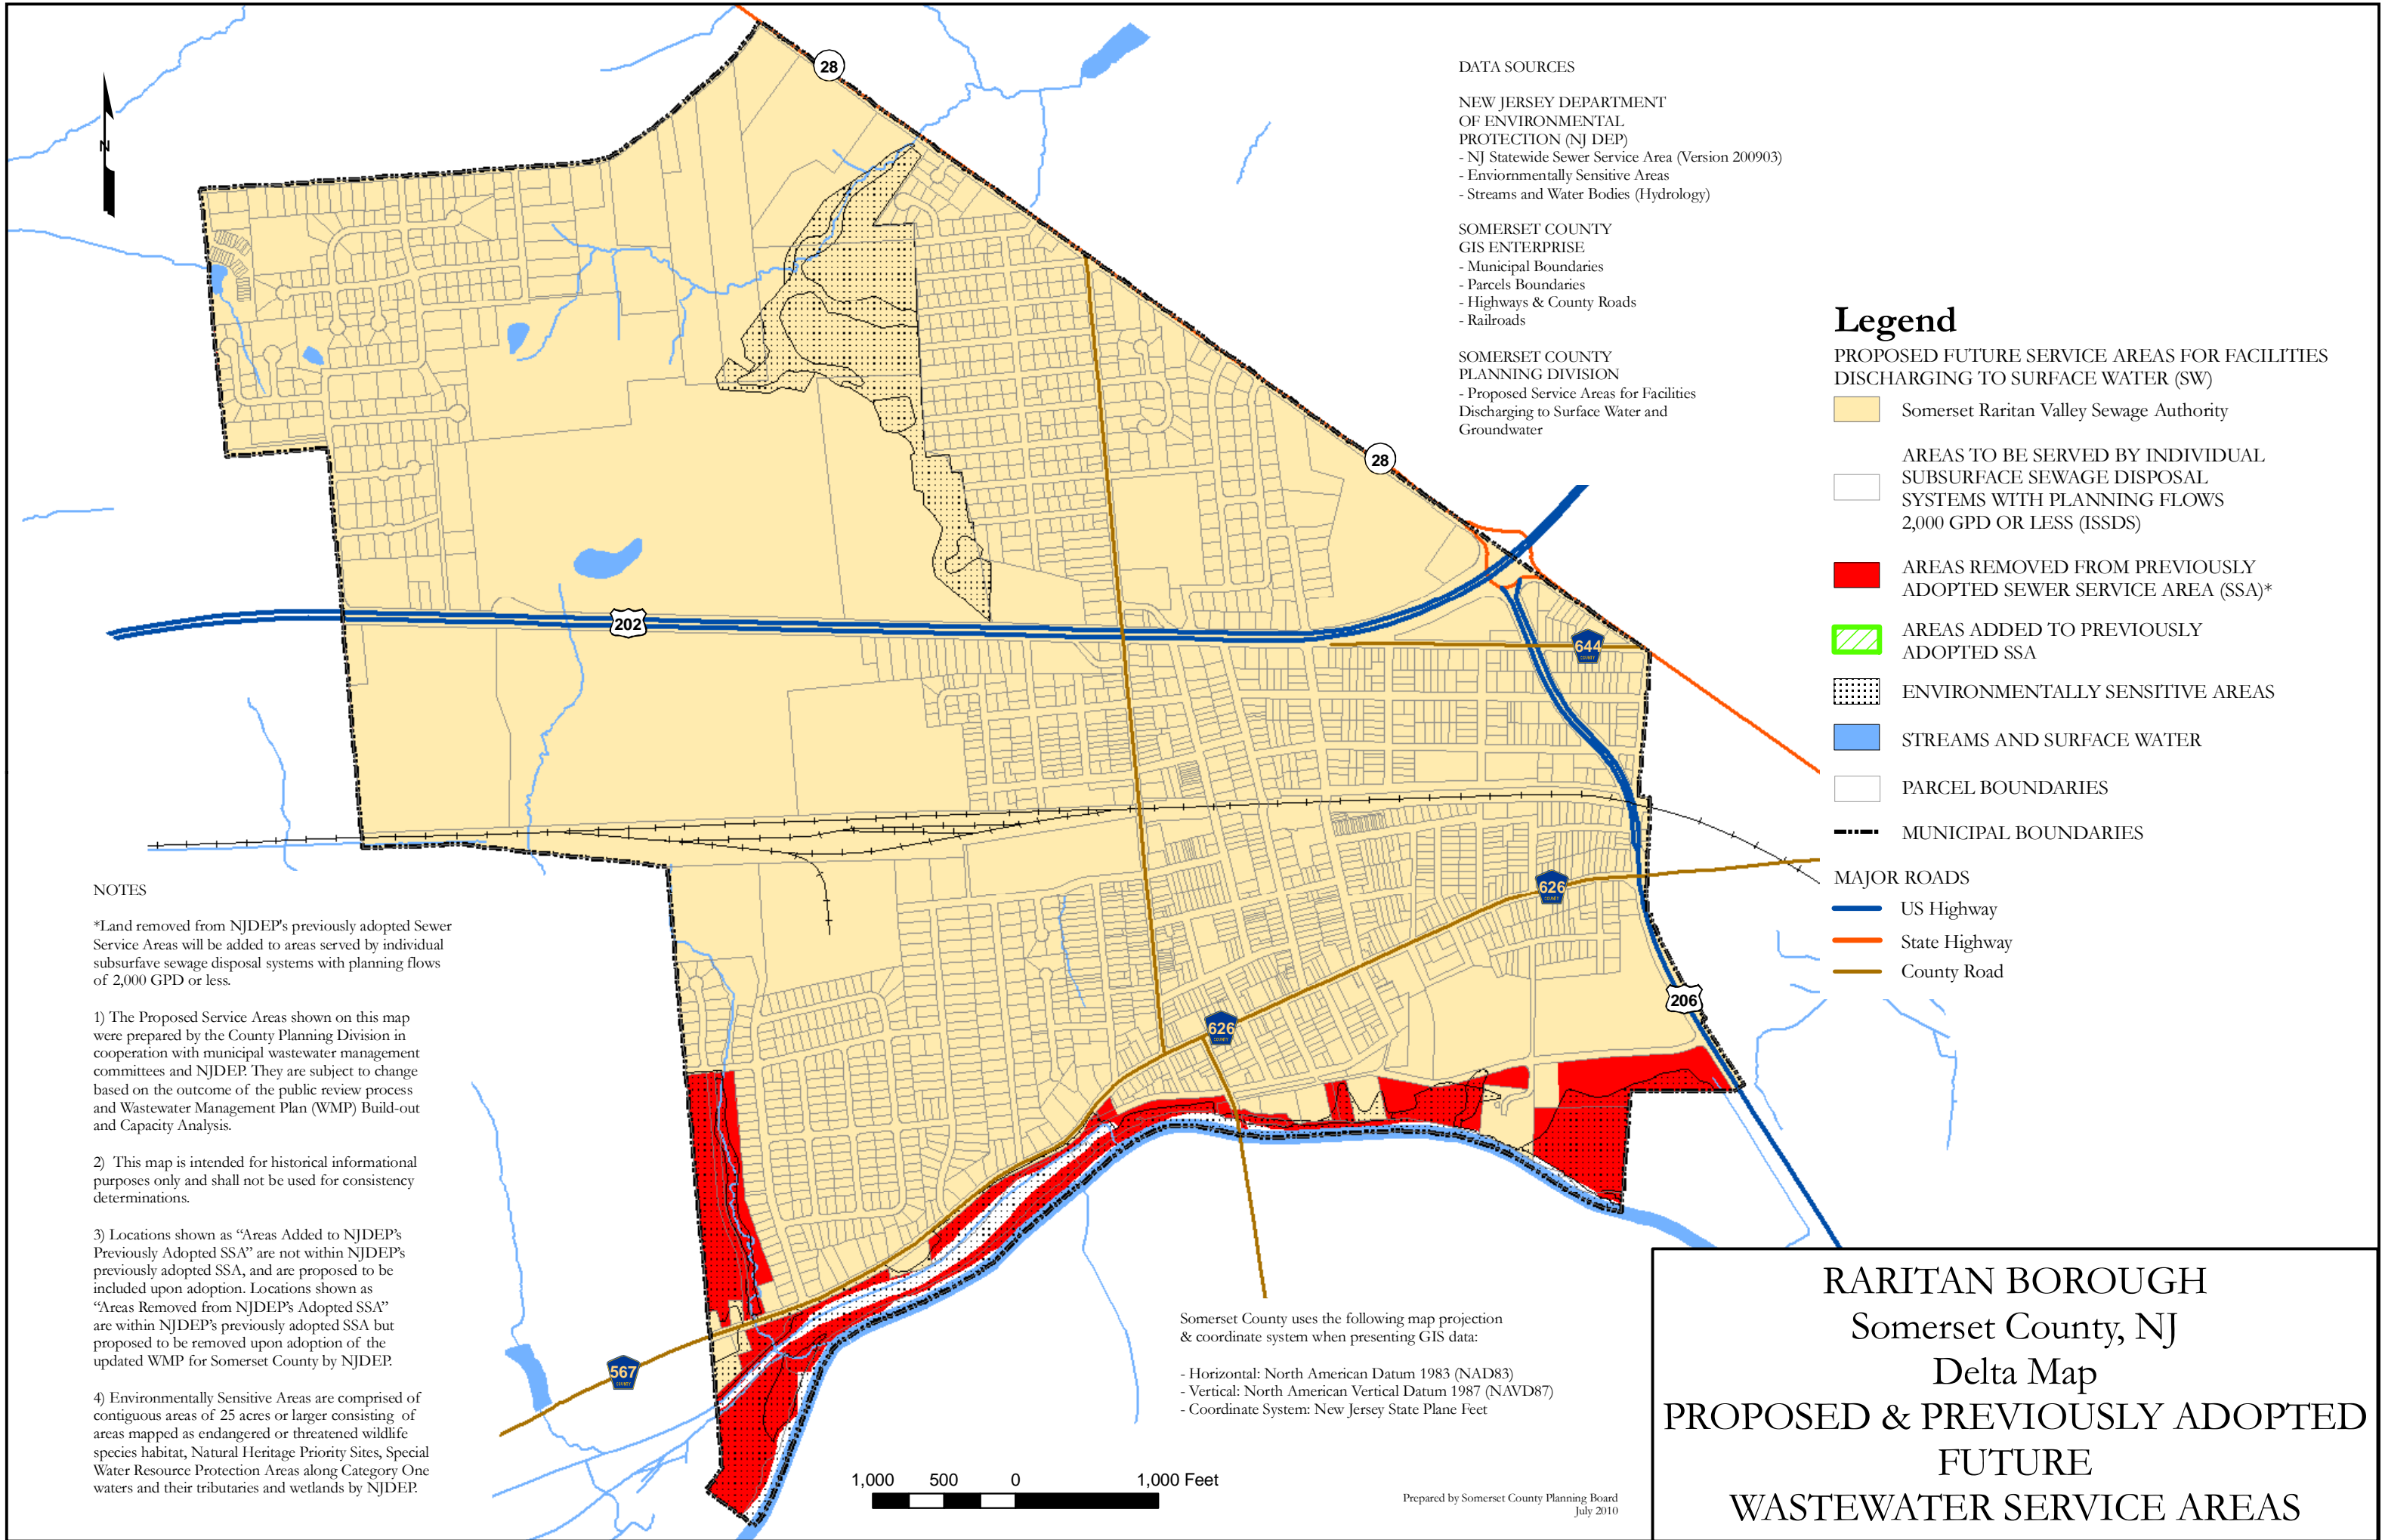 28
N
DATA SOURCES
NEW JERSEY DEPARTMENT
OF ENVIRONMENTAL
PROTECTION (NJ DEP)
- NJ Statewide Sewer Service Area (Version 200903)
- Enviornmentally Sensitive Areas
- Streams and Water Bodies (Hydrology)
SOMERSET COUNTY
GIS ENTERPRISE
- Municipal Boundaries
- Parcels Boundaries
- Highways & County Roads
- Railroads
SOMERSET COUNTY
PLANNING DIVISION
- Proposed Service Areas for Facilities
Discharging to Surface Water and
Groundwater
28
202
644
COUNTY
626
COUNTY
206
626
COUNTY
567
COUNTY
Legend
PROPOSED FUTURE SERVICE AREAS FOR FACILITIES
DISCHARGING TO SURFACE WATER (SW)
Somerset Raritan Valley Sewage Authority
AREAS TO BE SERVED BY INDIVIDUAL
SUBSURFACE SEWAGE DISPOSAL
SYSTEMS WITH PLANNING FLOWS
2,000 GPD OR LESS (ISSDS)
AREAS REMOVED FROM PREVIOUSLY
ADOPTED SEWER SERVICE AREA (SSA)*
AREAS ADDED TO PREVIOUSLY
ADOPTED SSA
ENVIRONMENTALLY SENSITIVE AREAS
STREAMS AND SURFACE WATER
PARCEL BOUNDARIES
MUNICIPAL BOUNDARIES
MAJOR ROADS
US Highway
State Highway
County Road
NOTES
*Land removed from NJDEP's previously adopted Sewer
Service Areas will be added to areas served by individual
subsurfave sewage disposal systems with planning flows
of 2,000 GPD or less.
1) The Proposed Service Areas shown on this map
were prepared by the County Planning Division in
cooperation with municipal wastewater management
committees and NJDEP. They are subject to change
based on the outcome of the public review process
and Wastewater Management Plan (WMP) Build-out
and Capacity Analysis.
2) This map is intended for historical informational
purposes only and shall not be used for consistency
determinations.
3) Locations shown as “Areas Added to NJDEP’s
Previously Adopted SSA” are not within NJDEP’s
previously adopted SSA, and are proposed to be
included upon adoption. Locations shown as
“Areas Removed from NJDEP’s Adopted SSA”
are within NJDEP’s previously adopted SSA but
proposed to be removed upon adoption of the
updated WMP for Somerset County by NJDEP.
4) Environmentally Sensitive Areas are comprised of
contiguous areas of 25 acres or larger consisting of
areas mapped as endangered or threatened wildlife
species habitat, Natural Heritage Priority Sites, Special
Water Resource Protection Areas along Category One
waters and their tributaries and wetlands by NJDEP.
Somerset County uses the following map projection
& coordinate system when presenting GIS data:
- Horizontal: North American Datum 1983 (NAD83)
- Vertical: North American Vertical Datum 1987 (NAVD87)
- Coordinate System: New Jersey State Plane Feet
1,000 500 0 1,000 Feet
Prepared by Somerset County Planning Board
July 2010
RARITAN BOROUGH
Somerset County, NJ
Delta Map
PROPOSED & PREVIOUSLY ADOPTED
FUTURE
WASTEWATER SERVICE AREAS